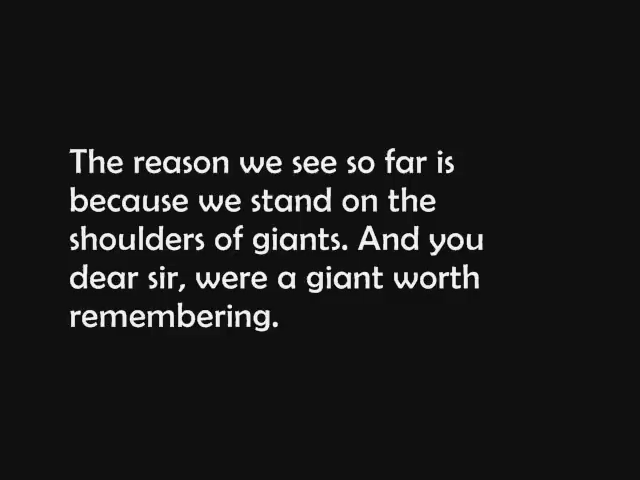 The reason we see so far is
because we stand on the
shoulders of giants. And you
dear sir, were a giant worth
remembering.